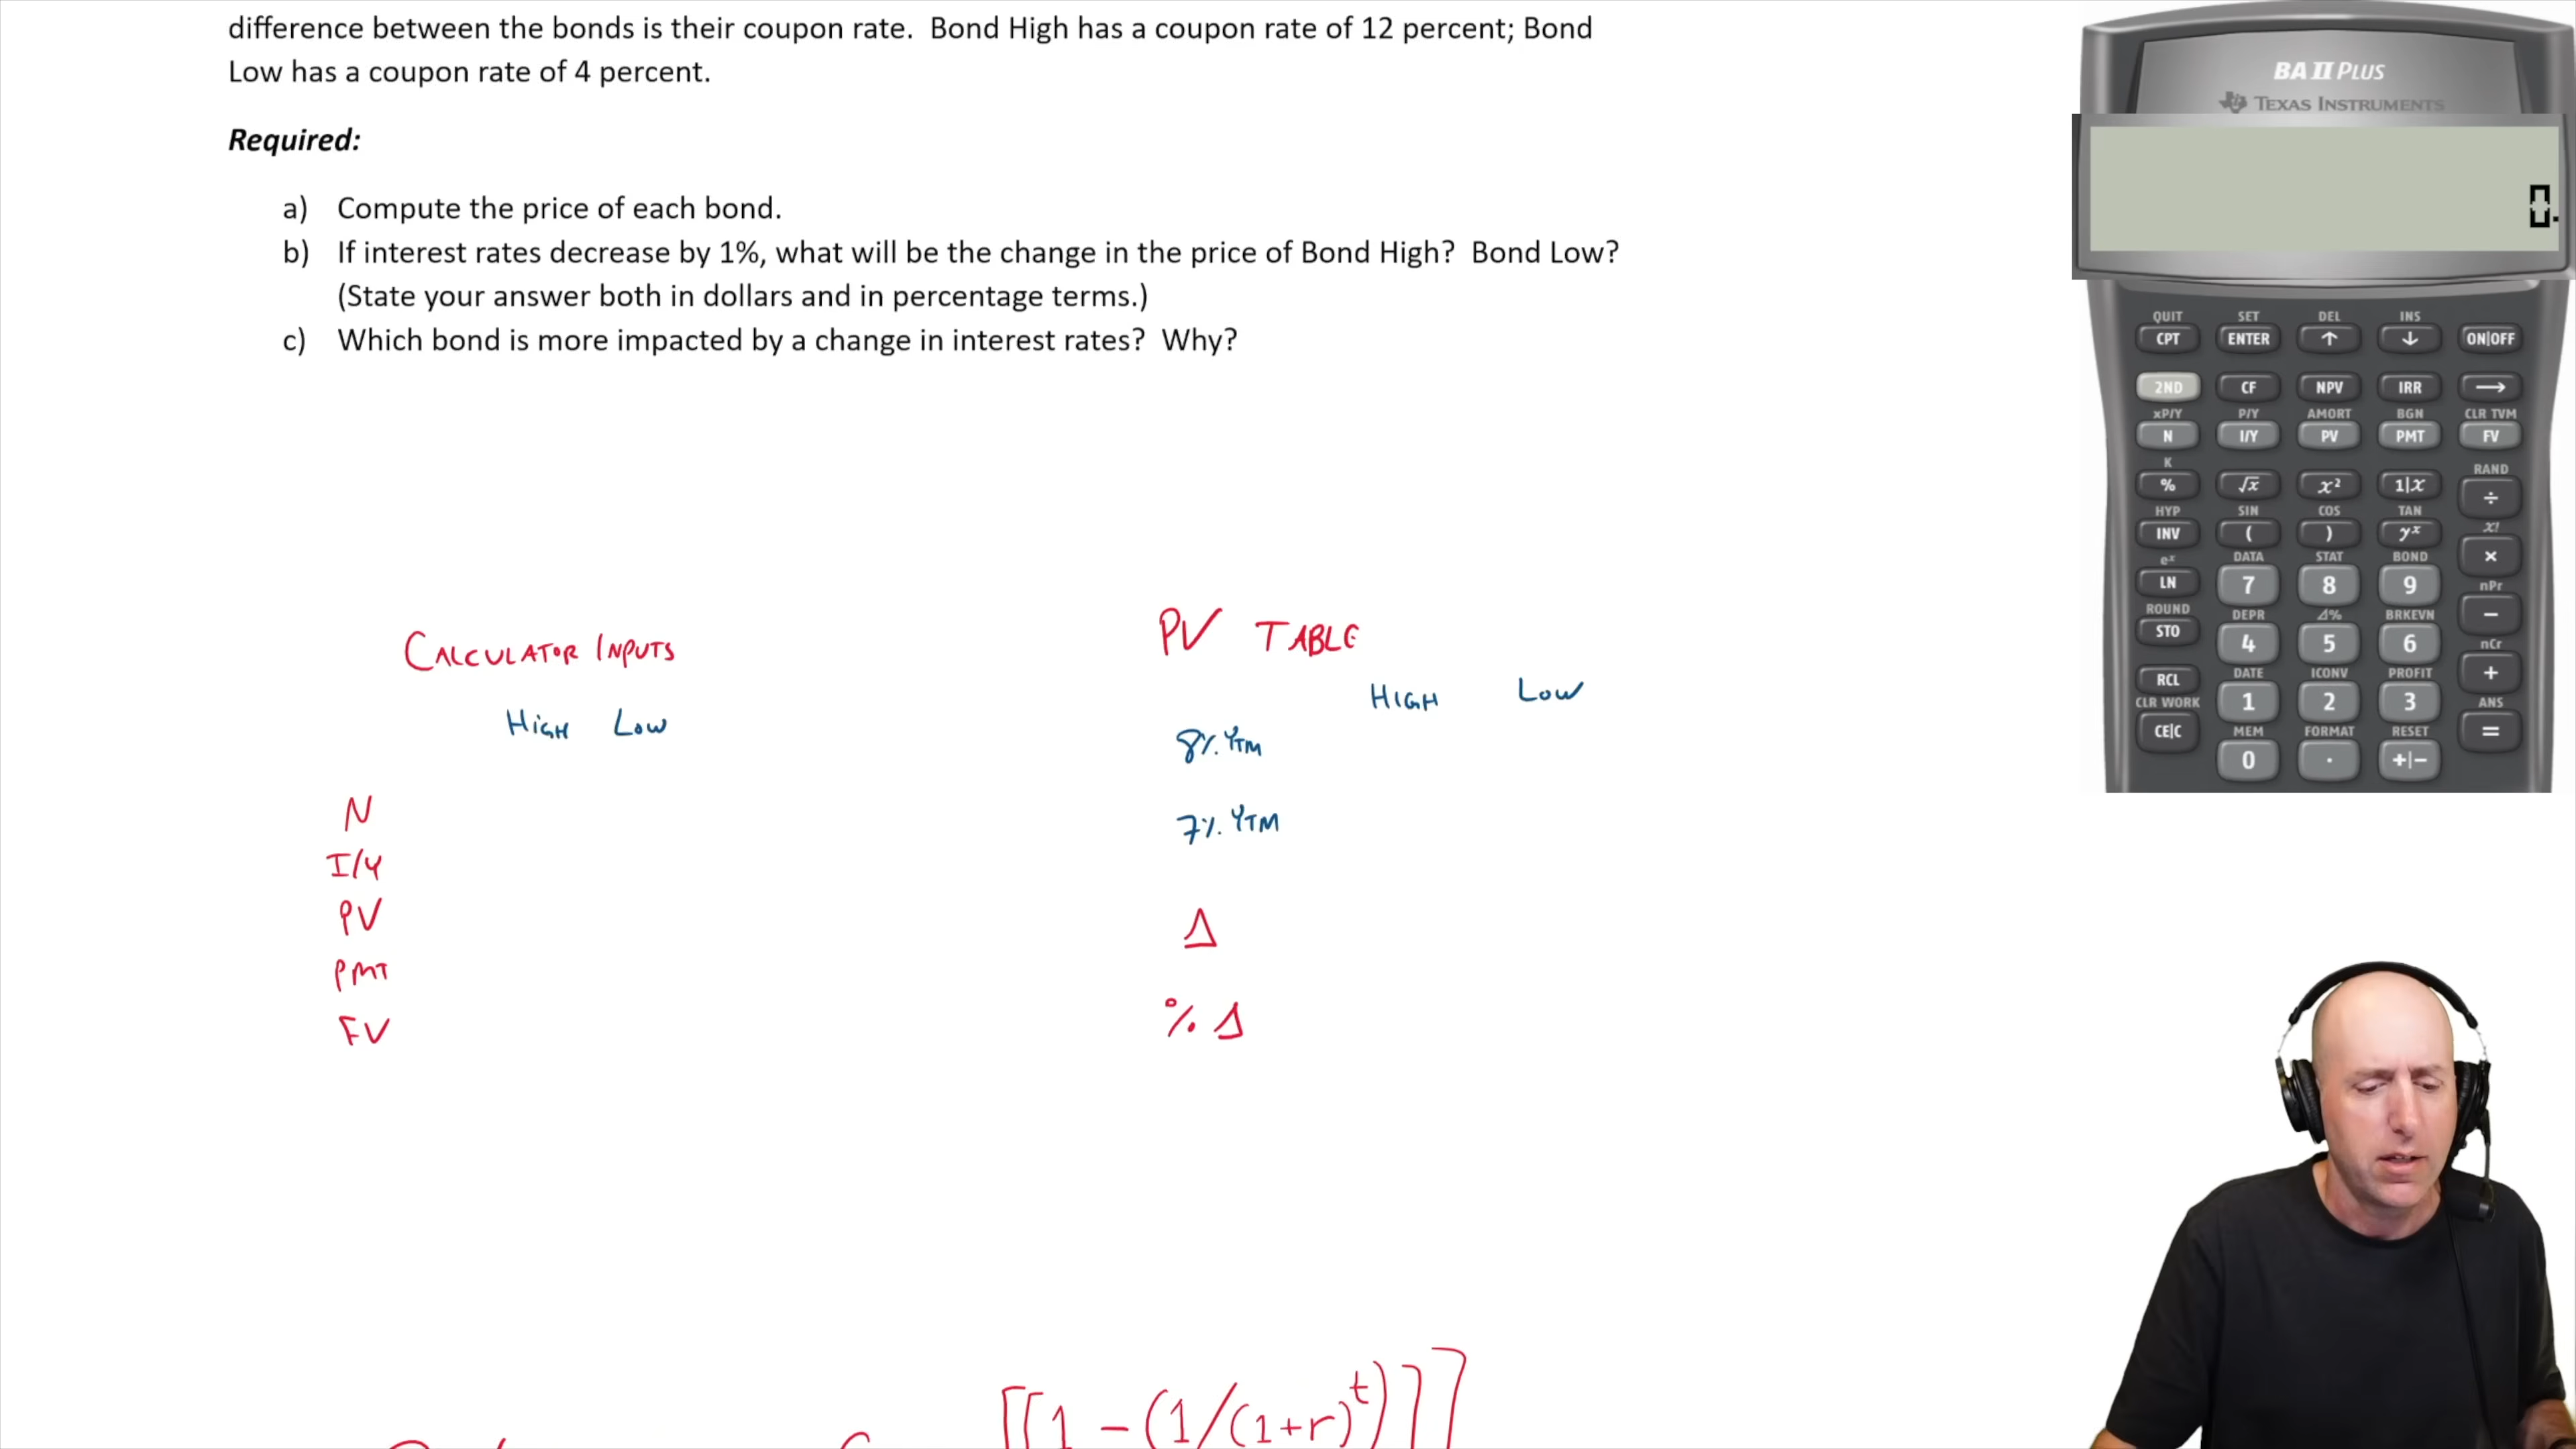 difference between the bonds is their coupon rate. Bond High has a coupon rate of 12 percent; Bond
Low has a coupon rate of 4 percent.
Required:
a) Compute the price of each bond.
b) If interest rates decrease by 1%, what will be the change in the price of Bond High? Bond Low?
(State your answer both in dollars and in percentage terms.)
c) Which bond is more impacted by a change in interest rates? Why?
CALCULATOR INPUTS
HIGH LOW
N
I/Y
PV
PMT
FV
PV TABLE
HIGH LOW
8% YTM
7% YTM
Δ
% Δ
[[1 - (1/(1+r)^t)]]
BA II PLUS
TEXAS INSTRUMENTS
0.
QUIT SET DEL INS
CPT ENTER ↑ ↓ ON|OFF
2ND CF NPV IRR →
xP/Y P/Y AMORT BGN CLR TVM
N I/Y PV PMT FV
K RAND
% √x x² 1|x ÷
HYP SIN COS TAN x!
INV ( ) yˣ ×
eˣ DATA STAT BOND nPr
LN 7 8 9 −
ROUND DEPR Δ% BRKEVN nCr
STO 4 5 6 +
DATE ICONV PROFIT
RCL 1 2 3
CLR WORK MEM FORMAT RESET ANS
CE|C 0 . +|− =